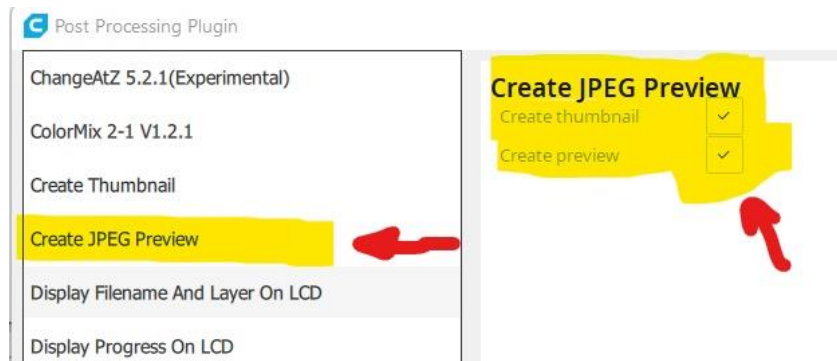 Post Processing Plugin
ChangeAtZ 5.2.1(Experimental)
ColorMix 2-1 V1.2.1
Create Thumbnail
Create JPEG Preview
Display Filename And Layer On LCD
Display Progress On LCD
Create JPEG Preview
Create thumbnail
Create preview